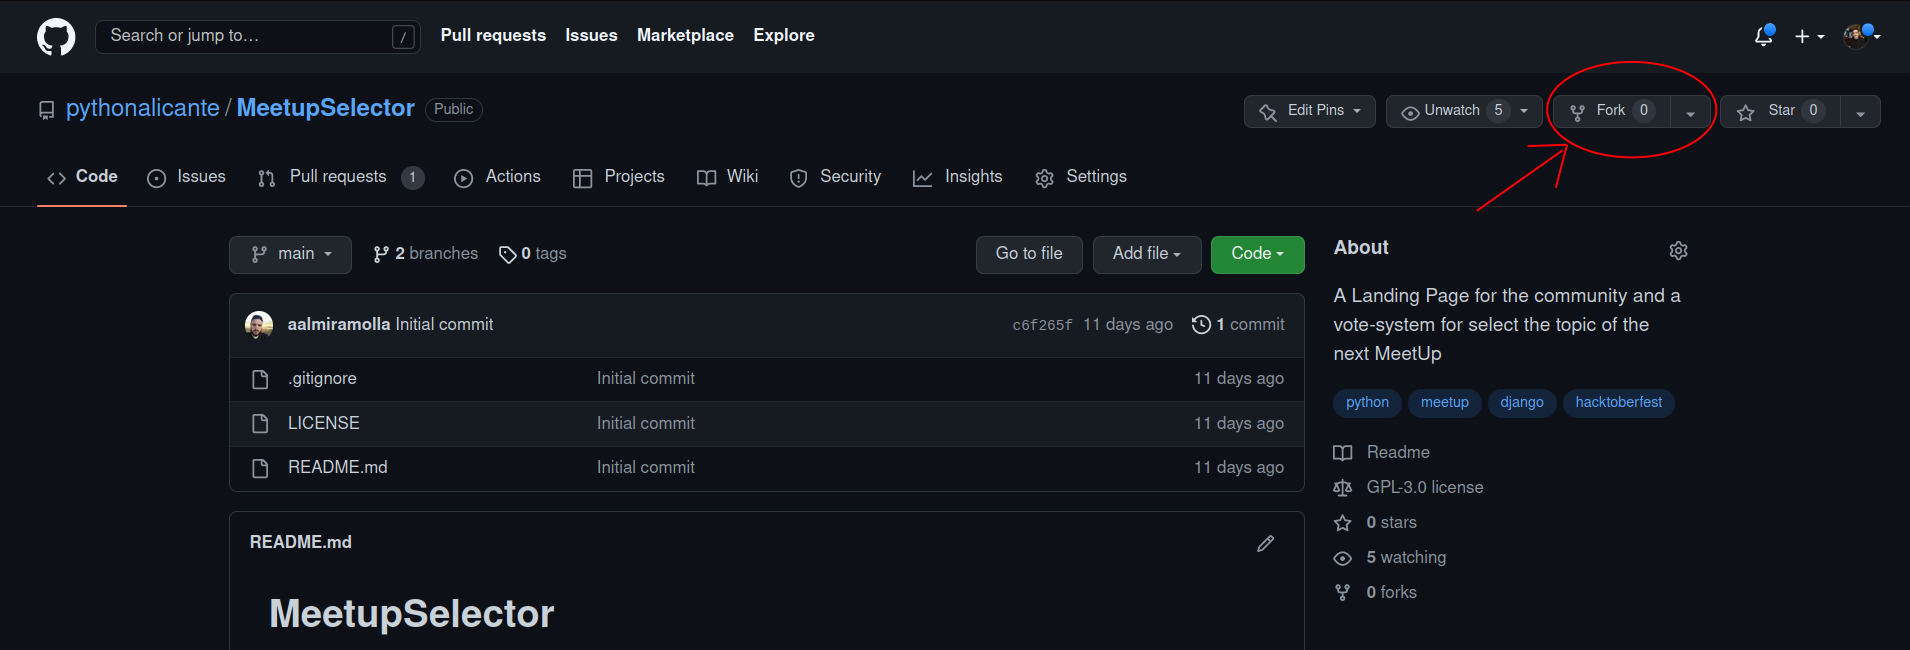 Search or jump to… /
Pull requests Issues Marketplace Explore
pythonalicante / MeetupSelector Public
Edit Pins Unwatch 5 Fork 0 Star 0
Code Issues Pull requests 1 Actions Projects Wiki Security Insights Settings
main 2 branches 0 tags Go to file Add file Code
aalmiramolla Initial commit c6f265f 11 days ago 1 commit
.gitignore Initial commit 11 days ago
LICENSE Initial commit 11 days ago
README.md Initial commit 11 days ago
README.md
MeetupSelector
About
A Landing Page for the community and a
vote-system for select the topic of the
next MeetUp
python meetup django hacktoberfest
Readme
GPL-3.0 license
0 stars
5 watching
0 forks